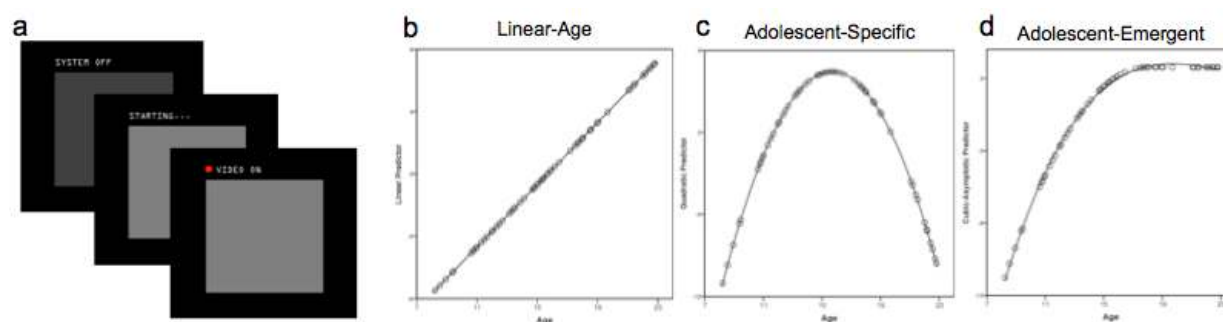 a
SYSTEM OFF
STARTING---
VIDEO ON
b
Linear-Age
Linear Predictor
Age
c
Adolescent-Specific
Quadratic Predictor
Age
d
Adolescent-Emergent
Cubic-Asymptotic Predictor
Age